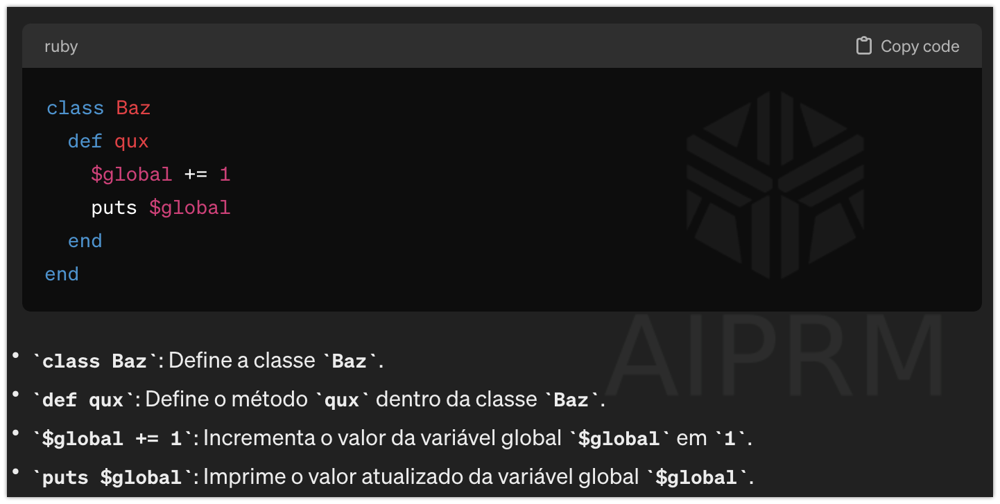 ruby
Copy code
class Baz
  def qux
    $global += 1
    puts $global
  end
end
• `class Baz`: Define a classe `Baz`.
• `def qux`: Define o método `qux` dentro da classe `Baz`.
• `$global += 1`: Incrementa o valor da variável global `$global` em `1`.
• `puts $global`: Imprime o valor atualizado da variável global `$global`.
AIPRM